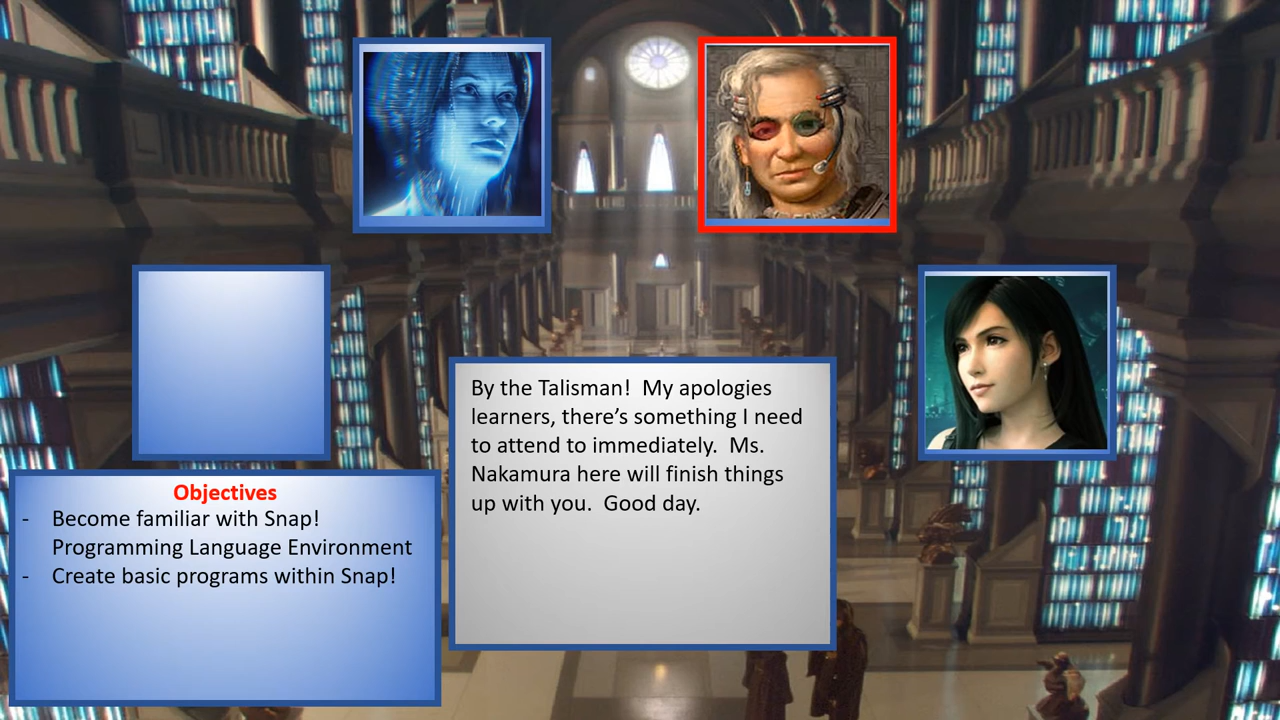 By the Talisman!  My apologies
learners, there’s something I need
to attend to immediately.  Ms.
Nakamura here will finish things
up with you.  Good day.
Objectives
- Become familiar with Snap!
Programming Language Environment
- Create basic programs within Snap!